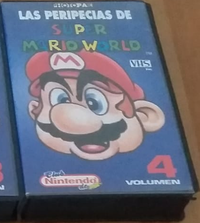 LAS PERIPECIAS DE
SUPER
MARIO WORLD
VHS
M
Club
Nintendo
4
VOLUMEN